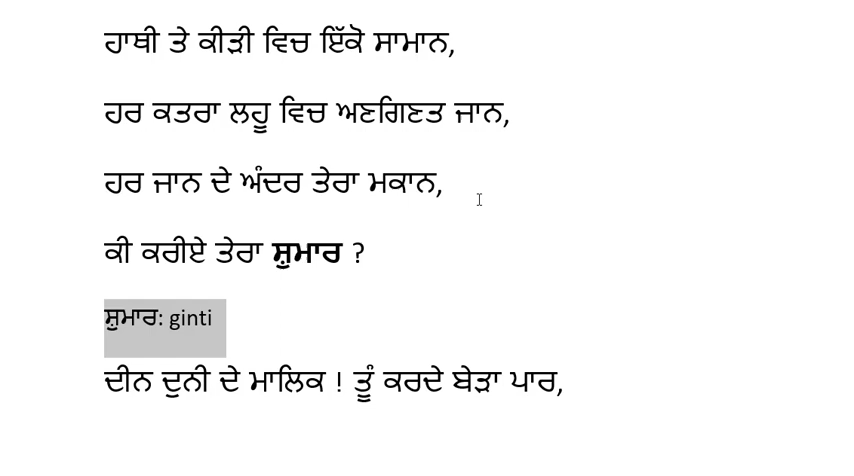 ਹਾਥੀ ਤੇ ਕੀੜੀ ਵਿਚ ਇੱਕੋ ਸਾਮਾਨ,
ਹਰ ਕਤਰਾ ਲਹੂ ਵਿਚ ਅਣਗਿਣਤ ਜਾਨ,
ਹਰ ਜਾਨ ਦੇ ਅੰਦਰ ਤੇਰਾ ਮਕਾਨ,
ਕੀ ਕਰੀਏ ਤੇਰਾ ਸ਼ੁਮਾਰ ?
ਸ਼ੁਮਾਰ: ginti
ਦੀਨ ਦੁਨੀ ਦੇ ਮਾਲਿਕ ! ਤੂੰ ਕਰਦੇ ਬੇੜਾ ਪਾਰ,